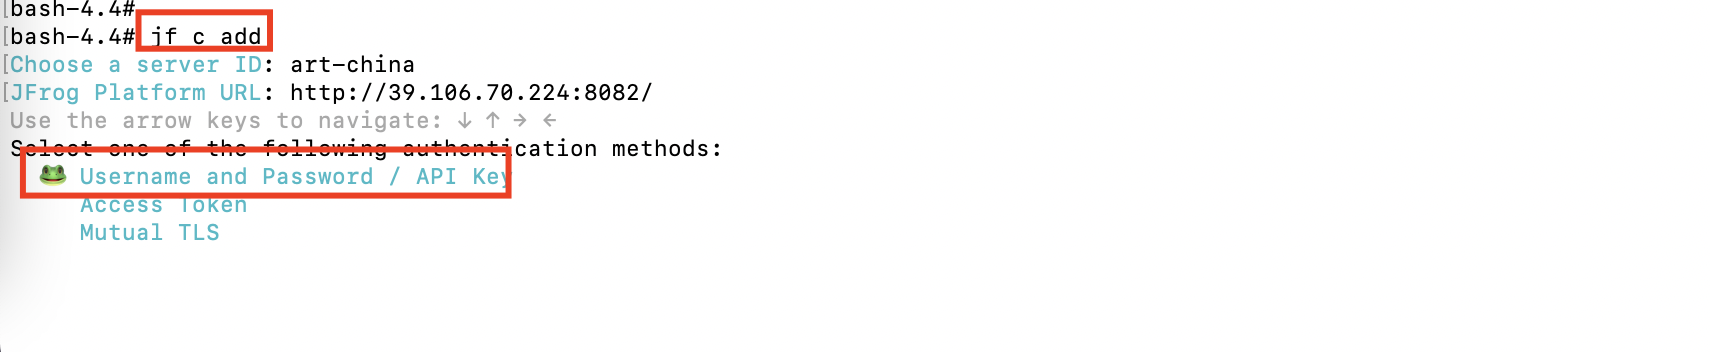 [bash-4.4#
[bash-4.4# jf c add
[Choose a server ID: art-china
[JFrog Platform URL: http://39.106.70.224:8082/
Use the arrow keys to navigate: ↓ ↑ → ←
Select one of the following authentication methods:
🐸 Username and Password / API Key
Access Token
Mutual TLS